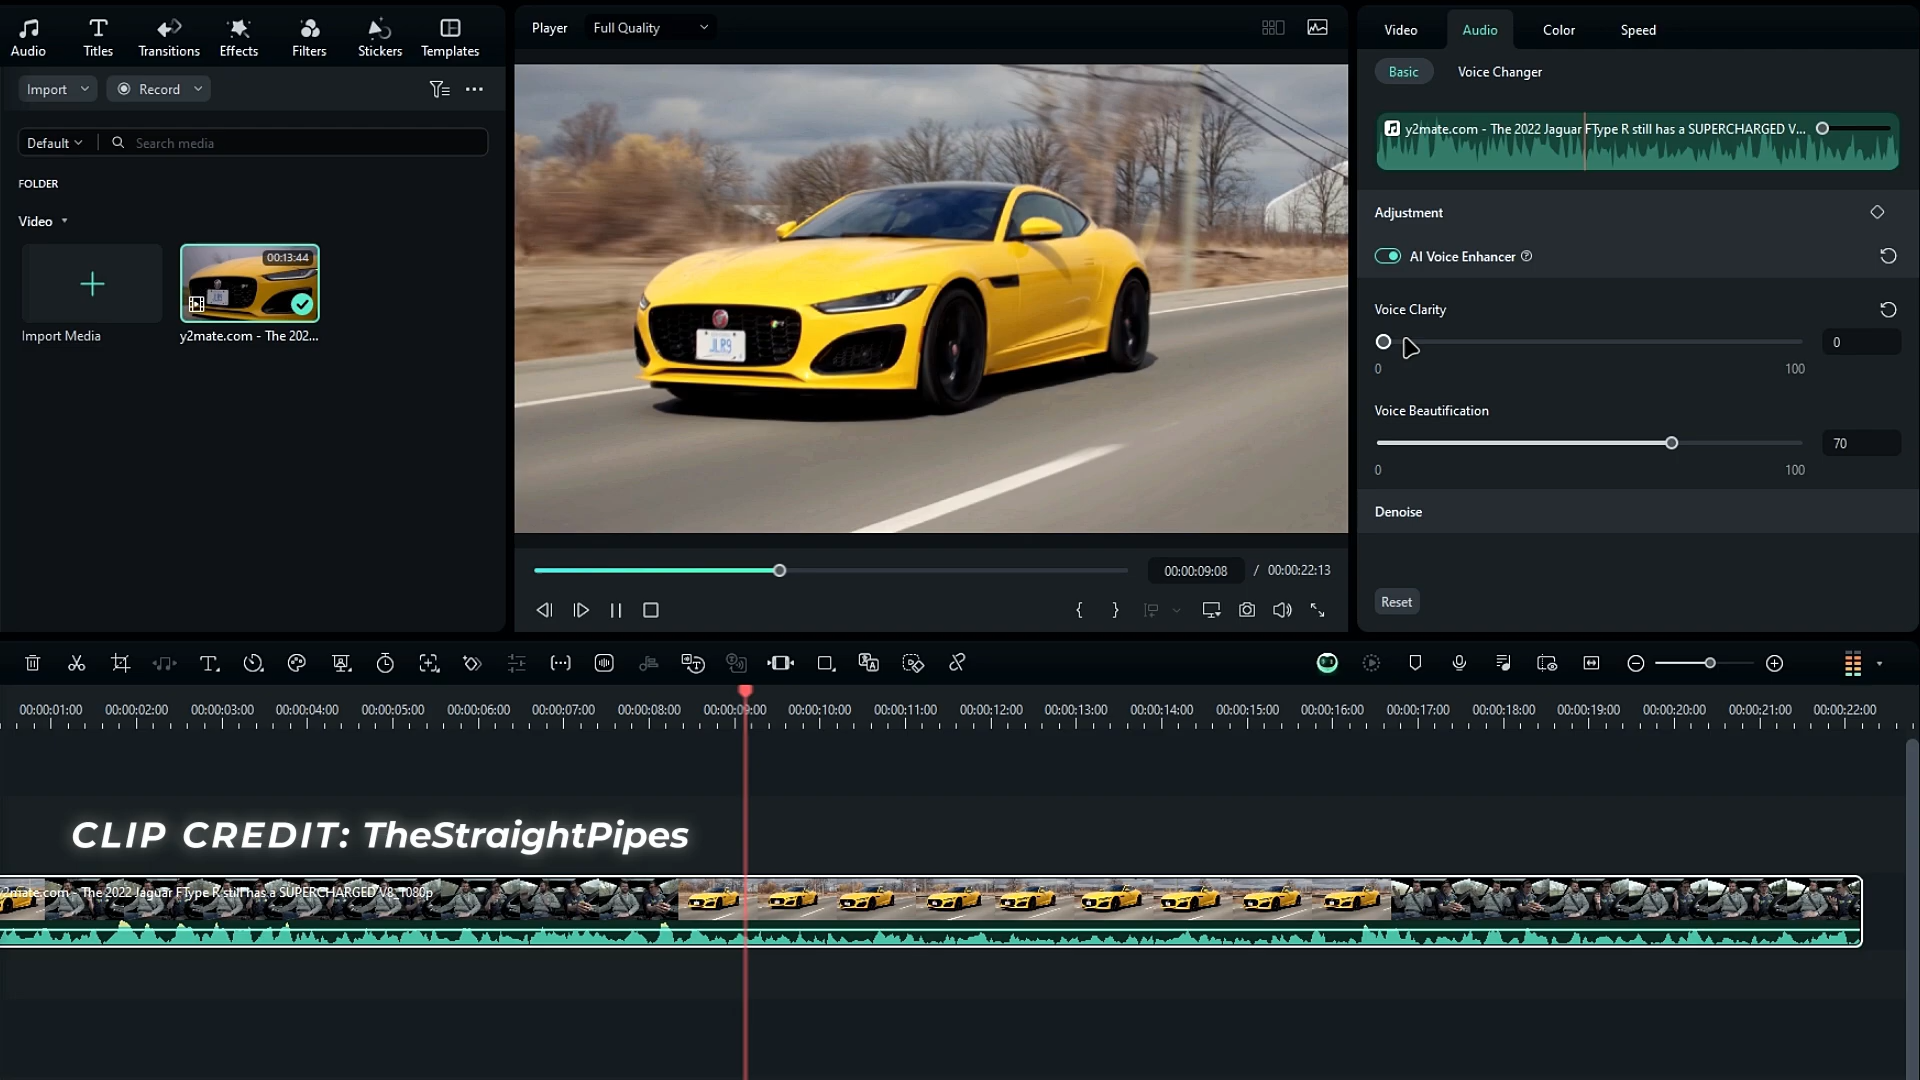 Audio
Titles
Transitions
Effects
Filters
Stickers
Templates
Import
Record
Default
Search media
FOLDER
Video
00:13:44
Import Media
y2mate.com - The 202...
Player
Full Quality
JLR9
00:00:09:08 / 00:00:22:13
Video
Audio
Color
Speed
Basic
Voice Changer
y2mate.com - The 2022 Jaguar FType R still has a SUPERCHARGED V...
Adjustment
AI Voice Enhancer
Voice Clarity
0
0 100
Voice Beautification
70
0 100
Denoise
Reset
00:00:01:00 00:00:02:00 00:00:03:00 00:00:04:00 00:00:05:00 00:00:06:00 00:00:07:00 00:00:08:00 00:00:09:00 00:00:10:00 00:00:11:00 00:00:12:00 00:00:13:00 00:00:14:00 00:00:15:00 00:00:16:00 00:00:17:00 00:00:18:00 00:00:19:00 00:00:20:00 00:00:21:00 00:00:22:00
CLIP CREDIT: TheStraightPipes
y2mate.com - The 2022 Jaguar FType R still has a SUPERCHARGED V8_1080p